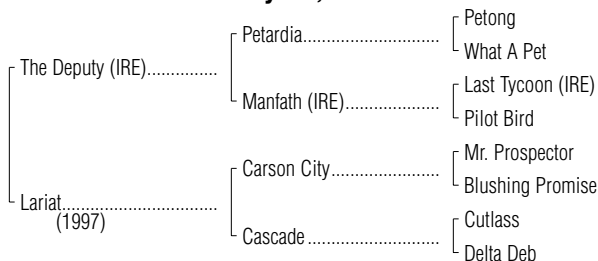 Petong
Petardia
What A Pet
The Deputy (IRE)
Last Tycoon (IRE)
Manfath (IRE)
Pilot Bird
Mr. Prospector
Carson City
Blushing Promise
Lariat
(1997)
Cutlass
Cascade
Delta Deb